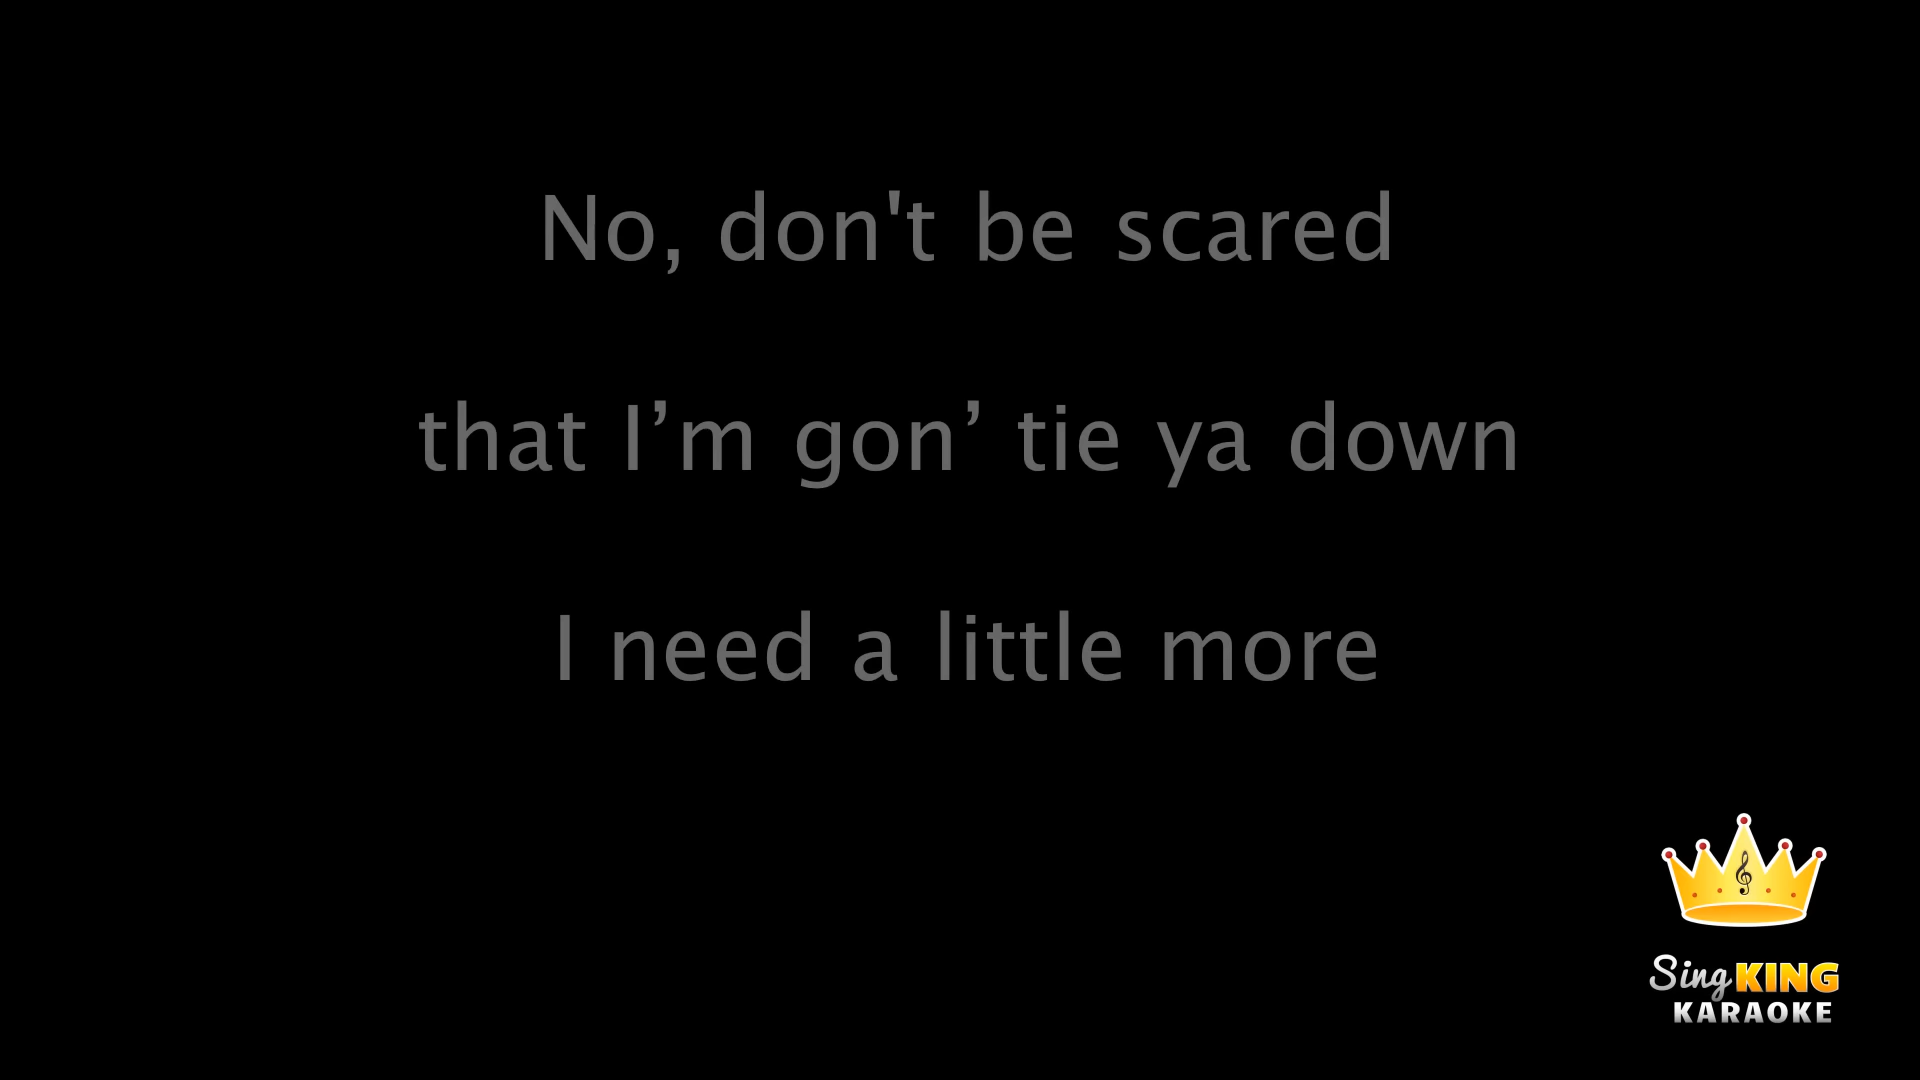 No, don't be scared
that I’m gon’ tie ya down
I need a little more
Sing KING
KARAOKE